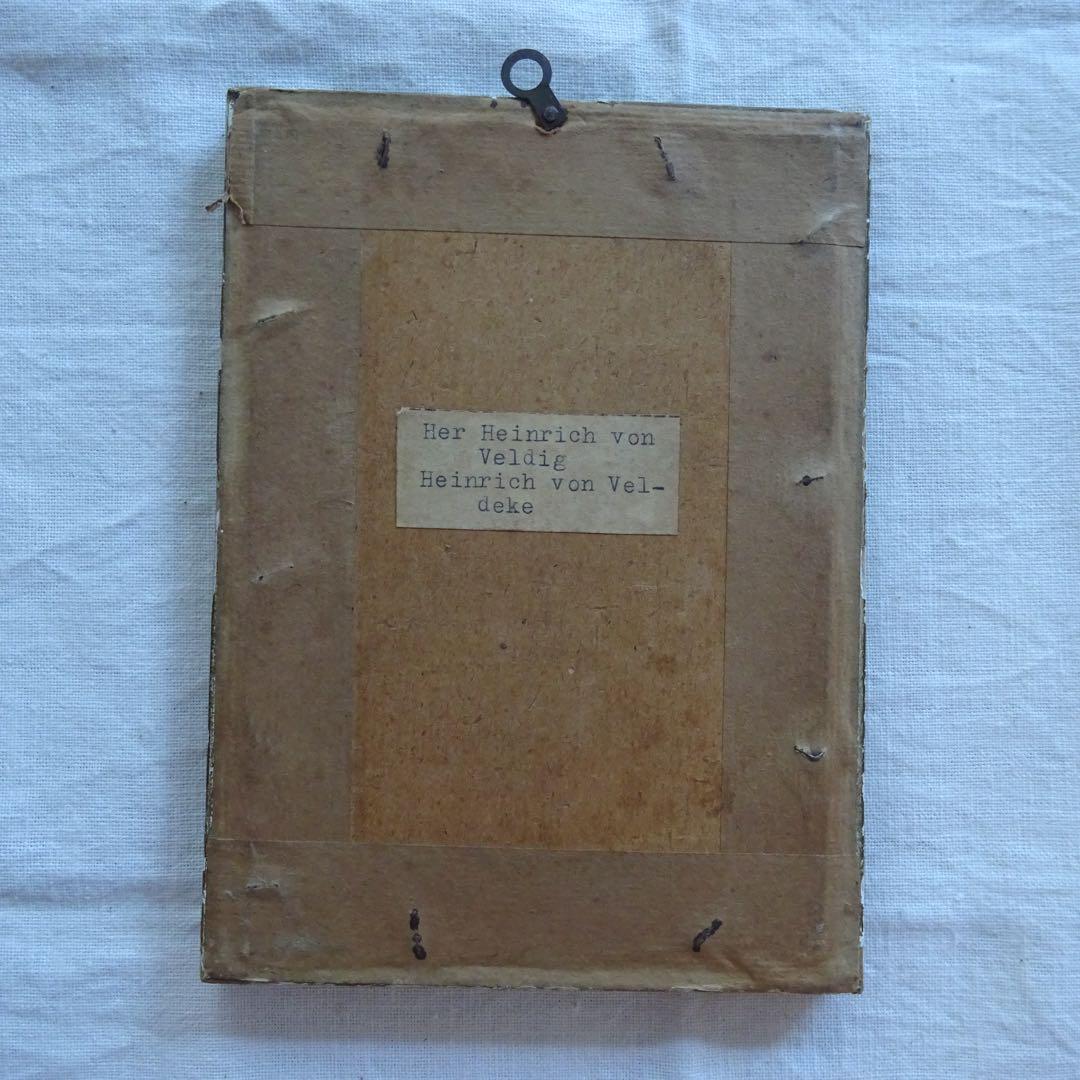 Her Heinrich von
Veldig
Heinrich von Vel-
deke